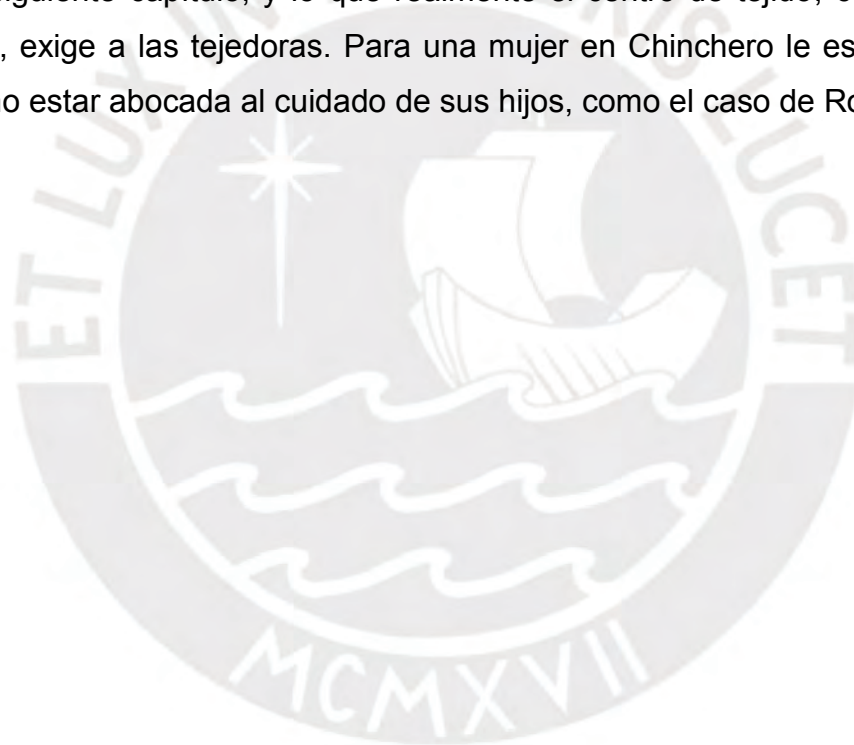 siguiente capítulo, y lo que realmente el centro de tejido,
, exige a las tejedoras. Para una mujer en Chinchero le es
no estar abocada al cuidado de sus hijos, como el caso de Ro
ET LUX
LUCET
MCMXVII